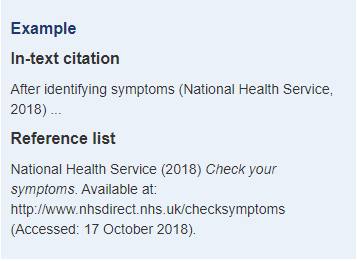 Example
In-text citation
After identifying symptoms (National Health Service,
2018) ...
Reference list
National Health Service (2018) Check your
symptoms. Available at:
http://www.nhsdirect.nhs.uk/checksymptoms
(Accessed: 17 October 2018).